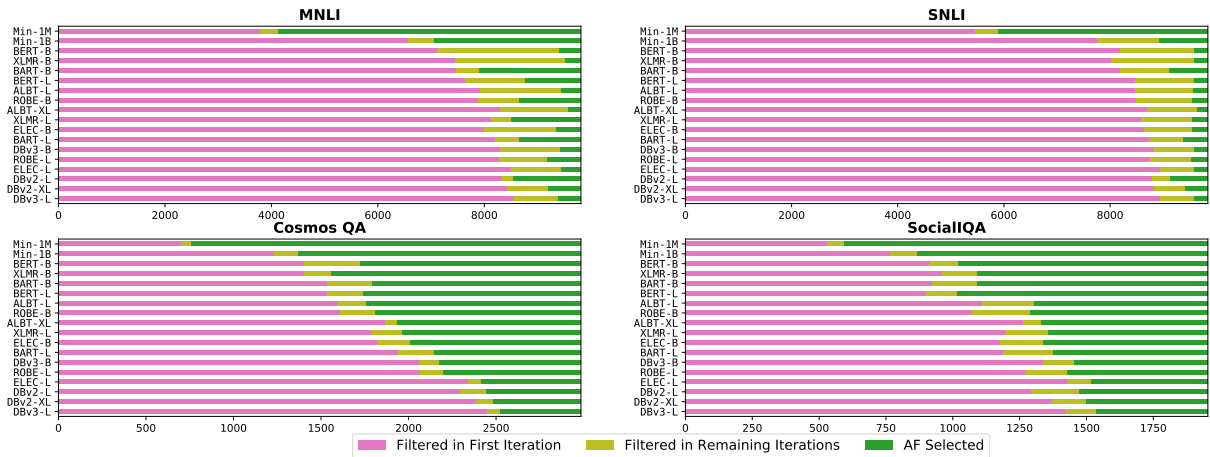 MNLI
Min-1M
Min-1B
BERT-B
XLMR-B
BART-B
BERT-L
ALBT-L
ROBE-B
ALBT-XL
XLMR-L
ELEC-B
BART-L
DBv3-B
ROBE-L
ELEC-L
DBv2-L
DBv2-XL
DBv3-L
0 2000 4000 6000 8000
SNLI
Min-1M
Min-1B
BERT-B
XLMR-B
BART-B
BERT-L
ALBT-L
ROBE-B
ALBT-XL
XLMR-L
ELEC-B
BART-L
DBv3-B
ROBE-L
ELEC-L
DBv2-L
DBv2-XL
DBv3-L
0 2000 4000 6000 8000
Cosmos QA
Min-1M
Min-1B
BERT-B
XLMR-B
BART-B
BERT-L
ALBT-L
ROBE-B
ALBT-XL
XLMR-L
ELEC-B
BART-L
DBv3-B
ROBE-L
ELEC-L
DBv2-L
DBv2-XL
DBv3-L
0 500 1000 1500 2000 2500
SocialIQA
Min-1M
Min-1B
BERT-B
XLMR-B
BART-B
BERT-L
ALBT-L
ROBE-B
ALBT-XL
XLMR-L
ELEC-B
BART-L
DBv3-B
ROBE-L
ELEC-L
DBv2-L
DBv2-XL
DBv3-L
0 250 500 750 1000 1250 1500 1750
Filtered in First Iteration Filtered in Remaining Iterations AF Selected